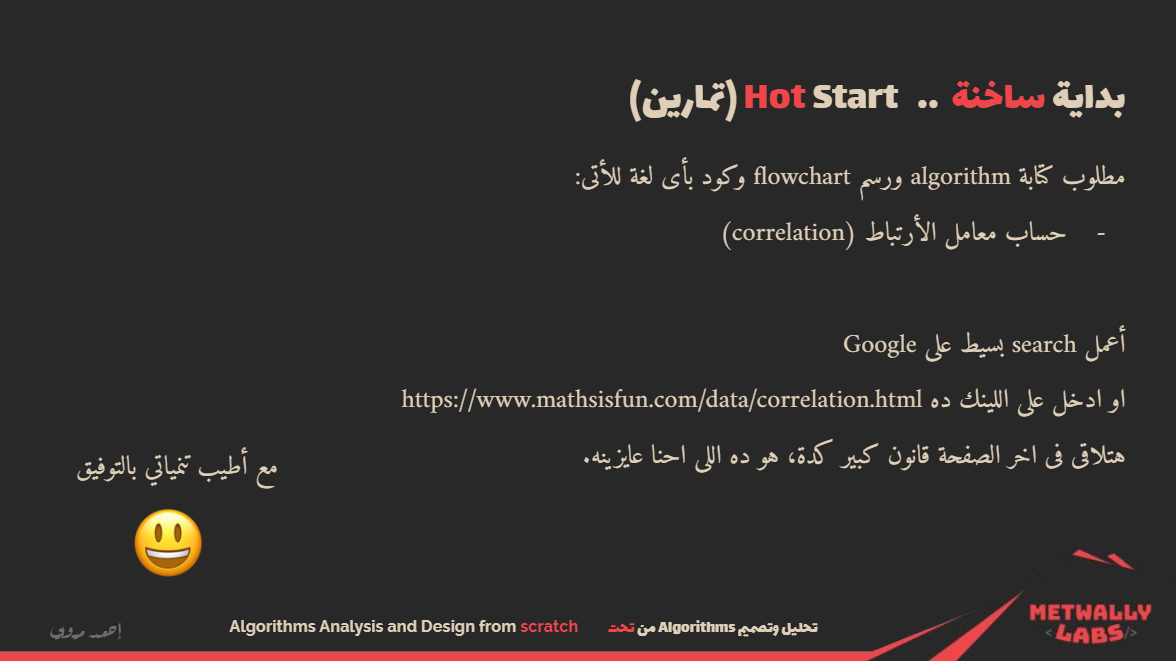 بداية ساخنة .. Hot Start (تمارين)
مطلوب كتابة algorithm ورسم flowchart وكود بأى لغة للأتى:
- حساب معامل الأرتباط (correlation)
أعمل search بسيط على Google
او ادخل على اللينك ده https://www.mathsisfun.com/data/correlation.html
هتلاقى فى اخر الصفحة قانون كبير كدة، هو ده اللى احنا عايزينه.
مع أطيب تنمياتي بالتوفيق
Algorithms Analysis and Design from scratch تحليل وتصميم Algorithms من تحت
METWALLY
<LABS/>